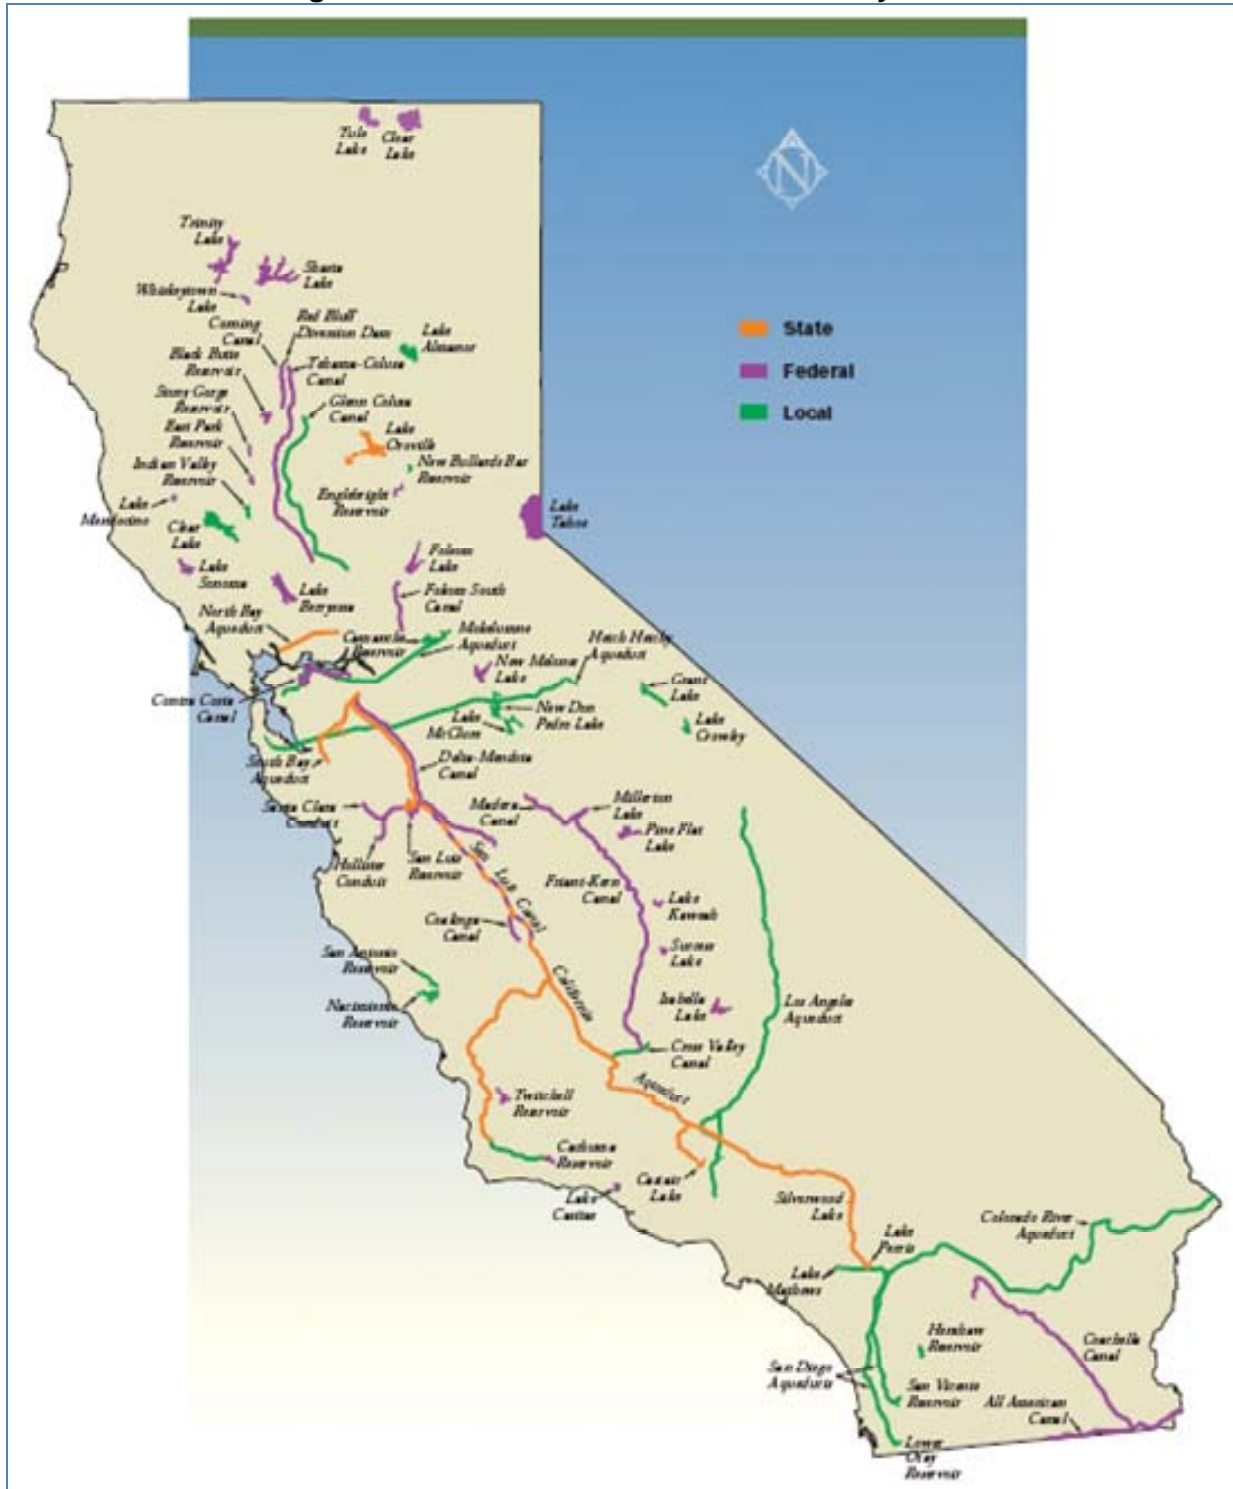 Tule
Lake
Clear
Lake
Trinity
Lake
Shasta
Lake
Whiskeytown
Lake
Corning
Canal
Red Bluff
Diversion Dam
Lake
Almanor
Black Butte
Reservoir
Tehama-Colusa
Canal
Stony Gorge
Reservoir
Glenn Colusa
Canal
East Park
Reservoir
Lake
Oroville
Indian Valley
Reservoir
New Bullards Bar
Reservoir
Englebright
Reservoir
Lake
Mendocino
Clear
Lake
Lake
Tahoe
Lake
Sonoma
Folsom
Lake
Lake
Berryessa
Folsom South
Canal
North Bay
Aqueduct
Camanche
Reservoir
Mokelumne
Aqueduct
Hetch Hetchy
Aqueduct
New Melones
Lake
Grant
Lake
Contra Costa
Canal
New Don
Pedro Lake
Lake
McClure
Lake
Crowley
South Bay
Aqueduct
Delta-Mendota
Canal
Santa Clara
Conduit
Madera
Canal
Millerton
Lake
Pine Flat
Lake
Hollister
Conduit
San Luis
Reservoir
San Luis Canal
Friant-Kern
Canal
Lake
Kaweah
Coalinga
Canal
Success
Lake
San Antonio
Reservoir
Nacimiento
Reservoir
California
Isabella
Lake
Los Angeles
Aqueduct
Cross Valley
Canal
Aqueduct
Twitchell
Reservoir
Cachuma
Reservoir
Castaic
Lake
Lake
Casitas
Silverwood
Lake
Colorado River
Aqueduct
Lake
Perris
Lake
Mathews
Henshaw
Reservoir
Coachella
Canal
San Diego
Aqueducts
San Vicente
Reservoir
All American
Canal
Lower
Otay
Reservoir
N
State
Federal
Local